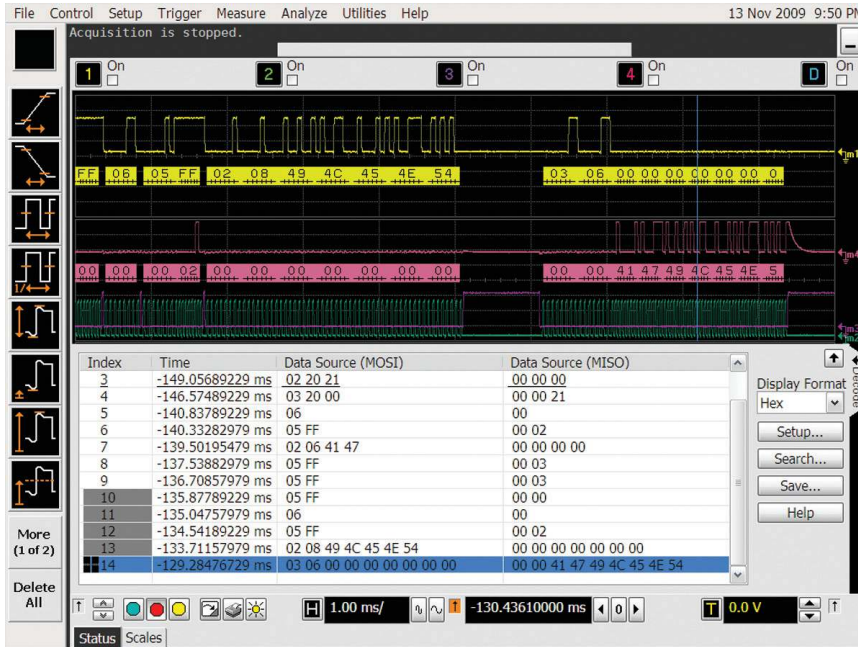 File Control Setup Trigger Measure Analyze Utilities Help 13 Nov 2009 9:50 PM
Acquisition is stopped.
1 On 2 On 3 On 4 On D On
m1
FF 06 05 FF 02 08 49 4C 45 4E 54 03 06 00 00 00 00 00 00 0
m4
00 00 00 02 00 00 00 00 00 00 00 00 00 41 47 49 4C 45 4E 5
m3
m2
Index Time Data Source (MOSI) Data Source (MISO)
3 -149.05689229 ms 02 20 21 00 00 00
4 -146.57489229 ms 03 20 00 00 00 21
5 -140.83789229 ms 06 00
6 -140.33282979 ms 05 FF 00 02
7 -139.50195479 ms 02 06 41 47 00 00 00 00
8 -137.53882979 ms 05 FF 00 03
9 -136.70857979 ms 05 FF 00 03
10 -135.87789229 ms 05 FF 00 00
11 -135.04757979 ms 06 00
12 -134.54189229 ms 05 FF 00 02
13 -133.71157979 ms 02 08 49 4C 45 4E 54 00 00 00 00 00 00 00
14 -129.28476729 ms 03 06 00 00 00 00 00 00 00 00 41 47 49 4C 45 4E 54
Decode
Display Format
Hex
Setup...
Search...
Save...
Help
1/
More
(1 of 2)
Delete
All
H 1.00 ms/ -130.43610000 ms 0 T 0.0 V
Status Scales